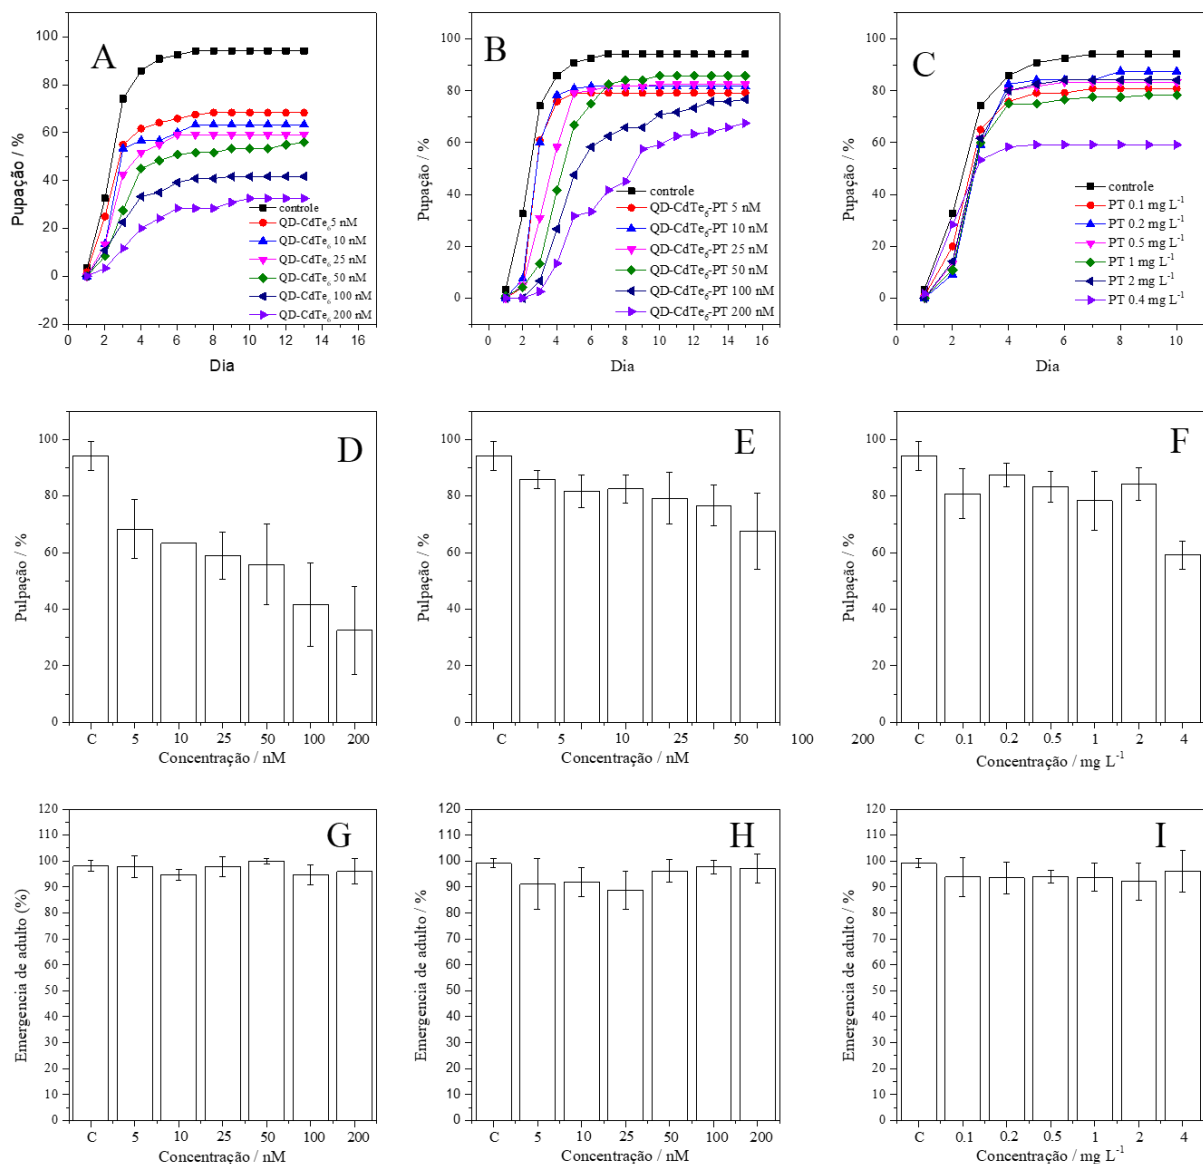 A
Pupação / %
100
80
60
40
20
0
-20
controle
QD-CdTe₆ 5 nM
QD-CdTe₆ 10 nM
QD-CdTe₆ 25 nM
QD-CdTe₆ 50 nM
QD-CdTe₆ 100 nM
QD-CdTe₆ 200 nM
0 2 4 6 8 10 12 14 16
Dia
B
Pupação / %
100
80
60
40
20
0
controle
QD-CdTe₆-PT 5 nM
QD-CdTe₆-PT 10 nM
QD-CdTe₆-PT 25 nM
QD-CdTe₆-PT 50 nM
QD-CdTe₆-PT 100 nM
QD-CdTe₆-PT 200 nM
0 2 4 6 8 10 12 14 16
Dia
C
Pupação / %
100
80
60
40
20
0
controle
PT 0.1 mg L⁻¹
PT 0.2 mg L⁻¹
PT 0.5 mg L⁻¹
PT 1 mg L⁻¹
PT 2 mg L⁻¹
PT 0.4 mg L⁻¹
0 2 4 6 8 10
Dia
D
Pulpação / %
100
80
60
40
20
0
C 5 10 25 50 100 200
Concentração / nM
E
Pulpação / %
100
80
60
40
20
0
C 5 10 25 50 100 200
Concentração / nM
F
Pulpação / %
100
80
60
40
20
0
C 0.1 0.2 0.5 1 2 4
Concentração / mg L⁻¹
G
Emergencia de adulto (%)
120
110
100
90
80
70
60
50
40
30
20
10
0
C 5 10 25 50 100 200
Concentração / nM
H
Emergencia de adulto / %
120
110
100
90
80
70
60
50
40
30
20
10
0
C 5 10 25 50 100 200
Concentração / nM
I
Emergencia de adulto / %
120
110
100
90
80
70
60
50
40
30
20
10
0
C 0.1 0.2 0.5 1 2 4
Concentração / mg L⁻¹